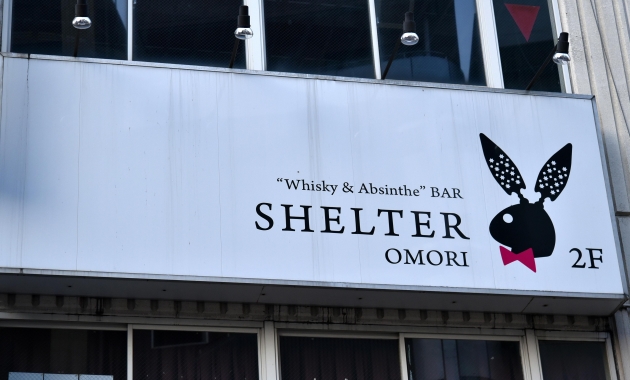 “Whisky & Absinthe” BAR
SHELTER
OMORI
2F